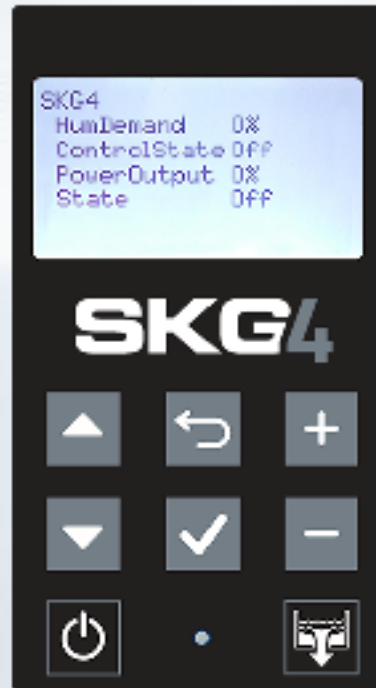 SKG4
HumDemand 0%
ControlState Off
PowerOutput 0%
State Off
SKG4